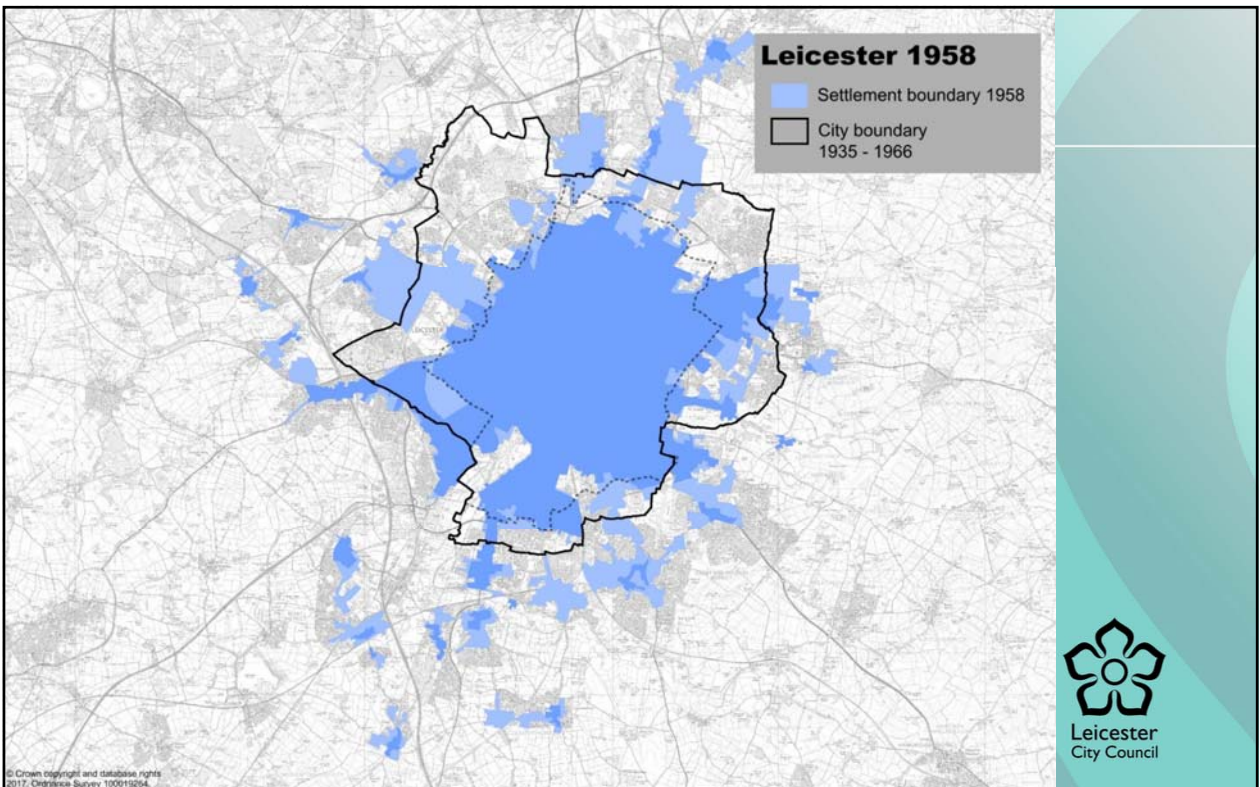 Leicester 1958
Settlement boundary 1958
City boundary
1935 - 1966
Leicester
City Council
© Crown copyright and database rights
2017. Ordnance Survey 100019264.